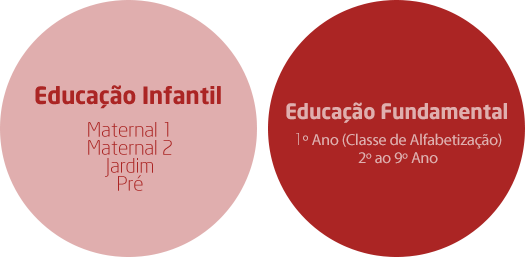 Educação Infantil
Maternal 1
Maternal 2
Jardim
Pré
Educação Fundamental
1º Ano (Classe de Alfabetização)
2º ao 9º Ano